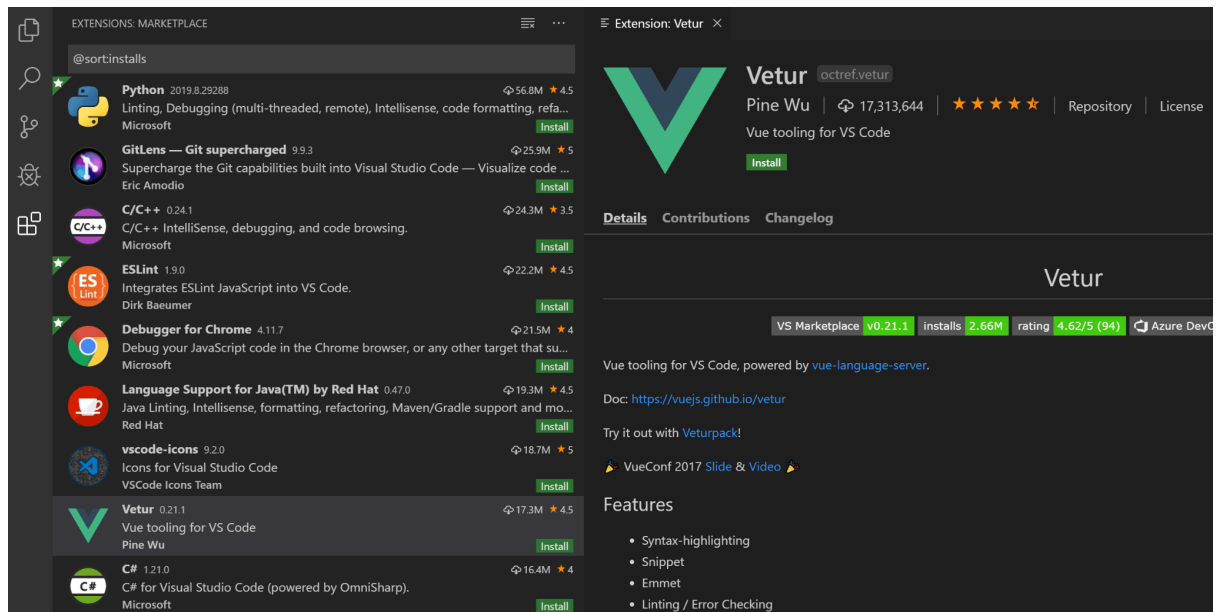 EXTENSIONS: MARKETPLACE
@sort:installs
Python 2019.8.29288 56.8M ★ 4.5
Linting, Debugging (multi-threaded, remote), Intellisense, code formatting, refa...
Microsoft Install
GitLens — Git supercharged 9.9.3 25.9M ★ 5
Supercharge the Git capabilities built into Visual Studio Code — Visualize code ...
Eric Amodio Install
C/C++
C/C++ 0.24.1 24.3M ★ 3.5
C/C++ IntelliSense, debugging, and code browsing.
Microsoft Install
ES Lint
ESLint 1.9.0 22.2M ★ 4.5
Integrates ESLint JavaScript into VS Code.
Dirk Baeumer Install
Debugger for Chrome 4.11.7 21.5M ★ 4
Debug your JavaScript code in the Chrome browser, or any other target that su...
Microsoft Install
Language Support for Java(TM) by Red Hat 0.47.0 19.3M ★ 4.5
Java Linting, Intellisense, formatting, refactoring, Maven/Gradle support and mo...
Red Hat Install
vscode-icons 9.2.0 18.7M ★ 5
Icons for Visual Studio Code
VSCode Icons Team Install
Vetur 0.21.1 17.3M ★ 4.5
Vue tooling for VS Code
Pine Wu Install
C#
C# 1.21.0 16.4M ★ 4
C# for Visual Studio Code (powered by OmniSharp).
Microsoft Install
Extension: Vetur ×
Vetur octref.vetur
Pine Wu | 17,313,644 | Repository | License
Vue tooling for VS Code
Install
Details Contributions Changelog
Vetur
VS Marketplace v0.21.1 installs 2.66M rating 4.62/5 (94) Azure DevO
Vue tooling for VS Code, powered by vue-language-server.
Doc: https://vuejs.github.io/vetur
Try it out with Veturpack!
🎉 VueConf 2017 Slide & Video 🎉
Features
• Syntax-highlighting
• Snippet
• Emmet
• Linting / Error Checking